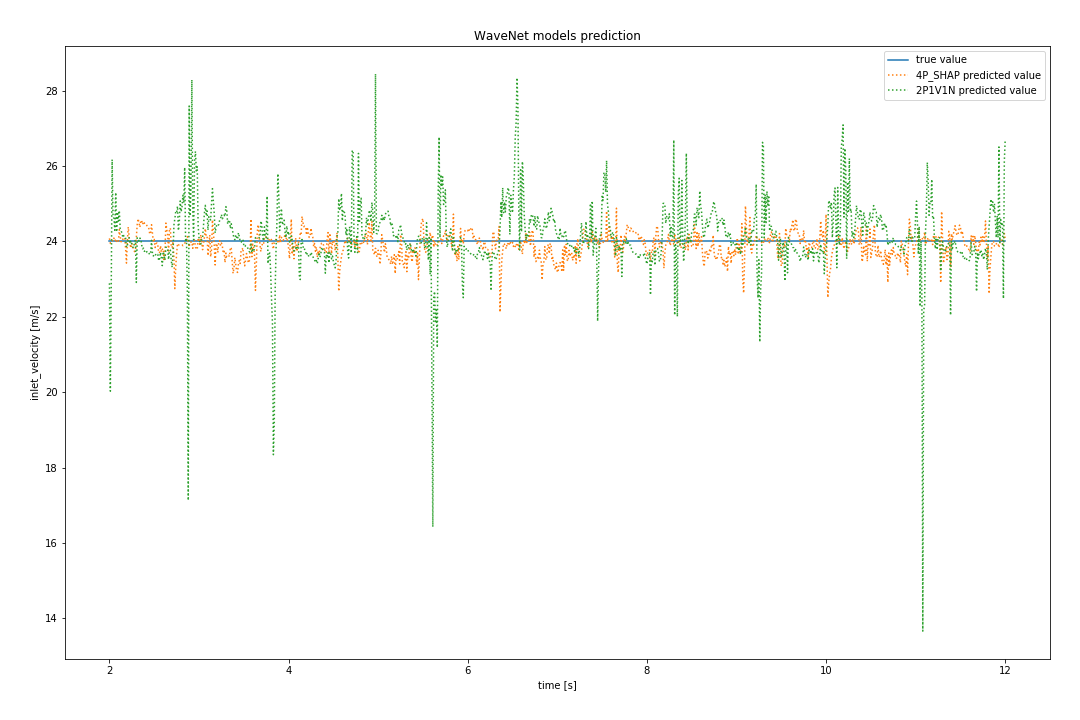 WaveNet models prediction
true value
4P_SHAP predicted value
2P1V1N predicted value
28
26
24
22
20
18
16
14
inlet_velocity [m/s]
2 4 6 8 10 12
time [s]